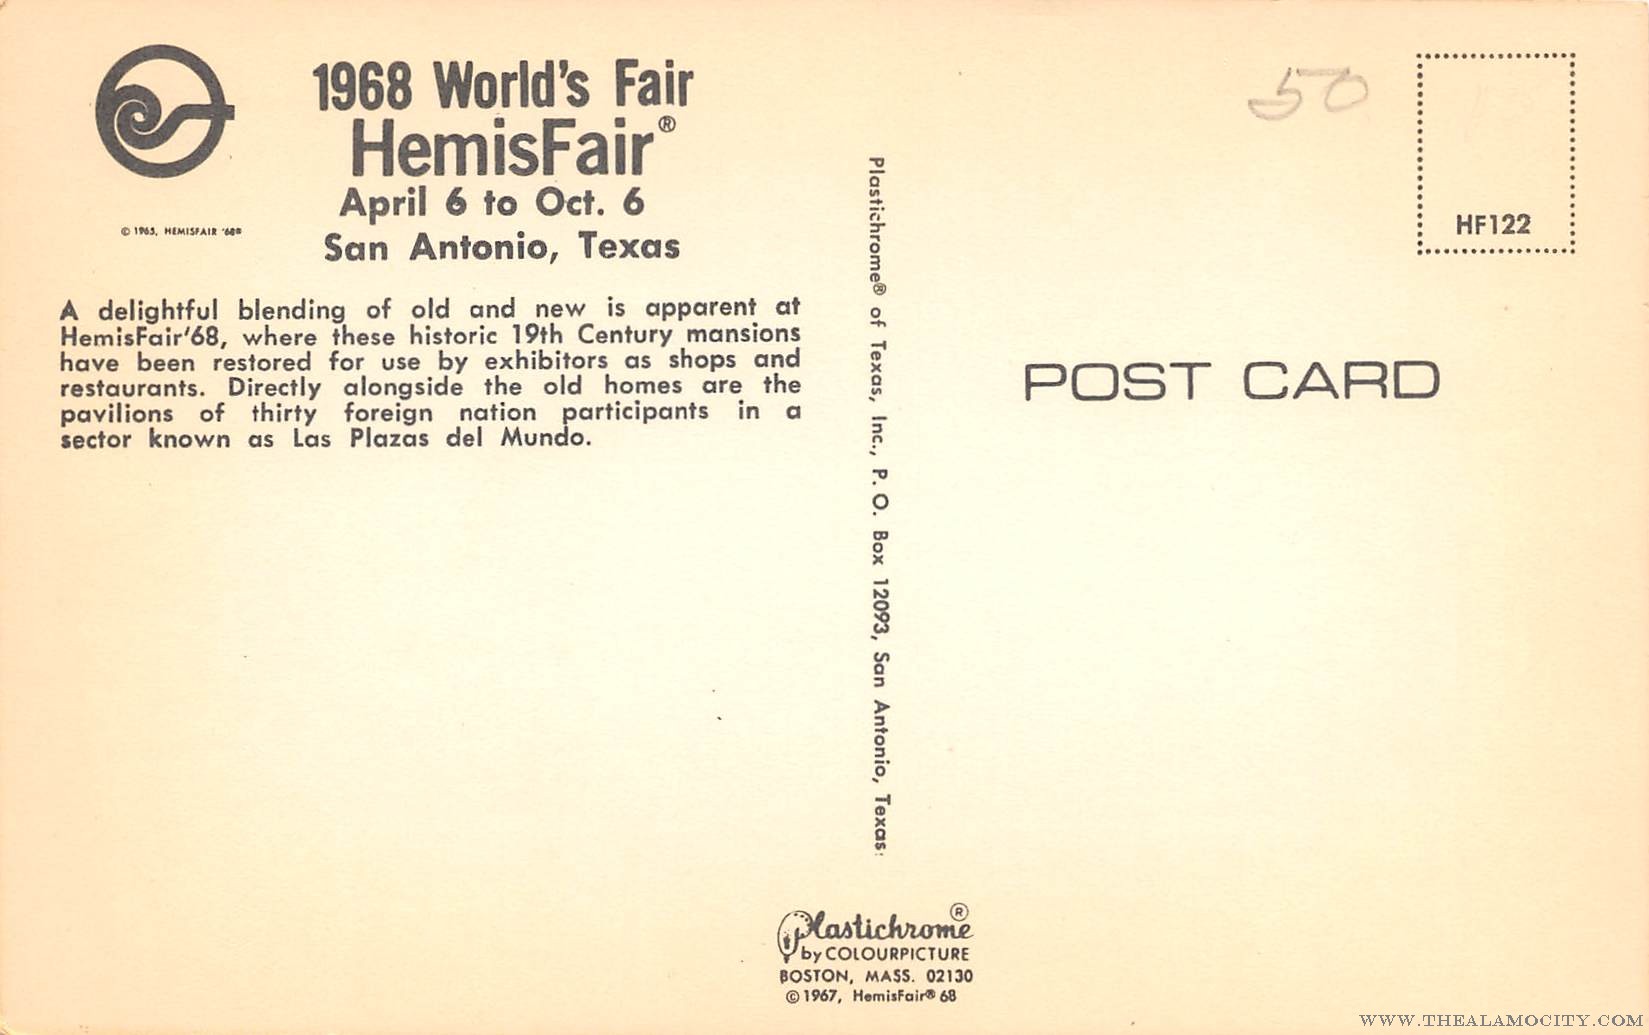 1968 World's Fair
HemisFair®
April 6 to Oct. 6
San Antonio, Texas
© 1965, HEMISFAIR '68®
A delightful blending of old and new is apparent at
HemisFair'68, where these historic 19th Century mansions
have been restored for use by exhibitors as shops and
restaurants. Directly alongside the old homes are the
pavilions of thirty foreign nation participants in a
sector known as Las Plazas del Mundo.
Plastichrome® of Texas, Inc., P. O. Box 12093, San Antonio, Texas.
50
HF122
POST CARD
Plastichrome®
by COLOURPICTURE
BOSTON, MASS. 02130
© 1967, HemisFair® 68
WWW.THEALAMOCITY.COM